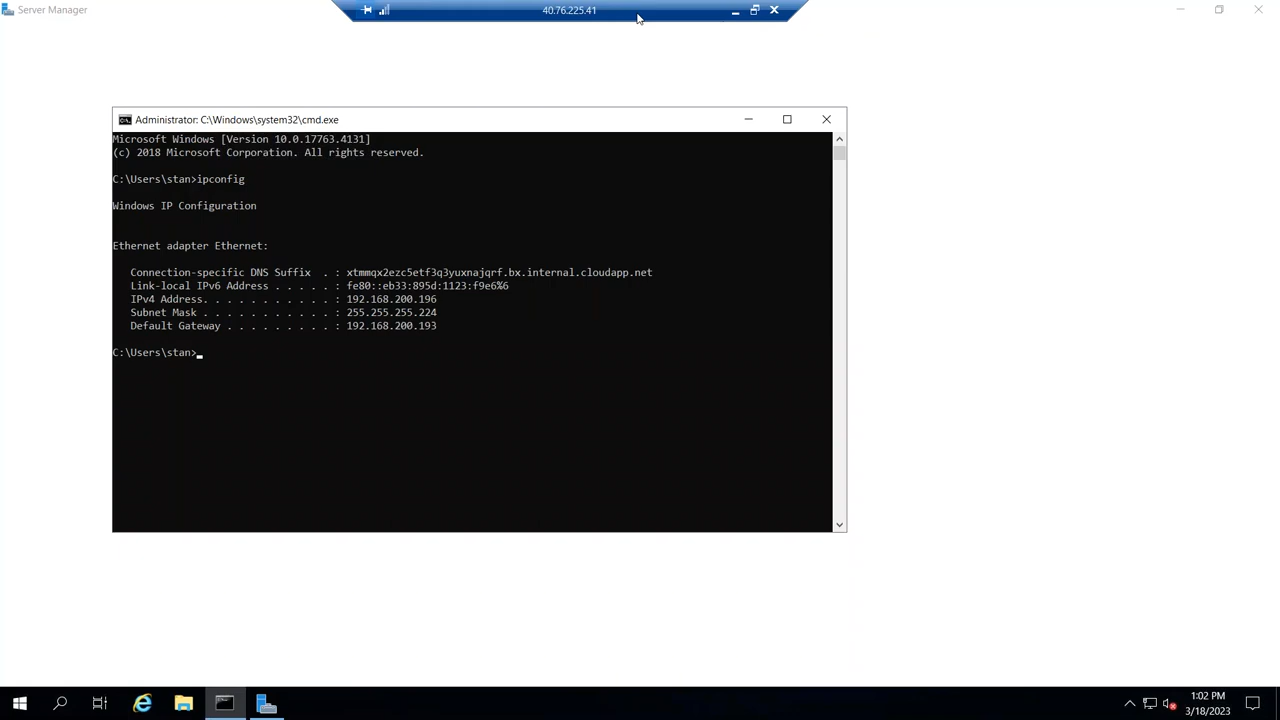 Server Manager
40.76.225.41
Administrator: C:\Windows\system32\cmd.exe
Microsoft Windows [Version 10.0.17763.4131]
(c) 2018 Microsoft Corporation. All rights reserved.
C:\Users\stan>ipconfig
Windows IP Configuration
Ethernet adapter Ethernet:
Connection-specific DNS Suffix  . : xtmmqx2ezc5etf3q3yuxnajqrf.bx.internal.cloudapp.net
Link-local IPv6 Address . . . . . : fe80::eb33:895d:1123:f9e6%6
IPv4 Address. . . . . . . . . . . : 192.168.200.196
Subnet Mask . . . . . . . . . . . : 255.255.255.224
Default Gateway . . . . . . . . . : 192.168.200.193
C:\Users\stan>
1:02 PM
3/18/2023